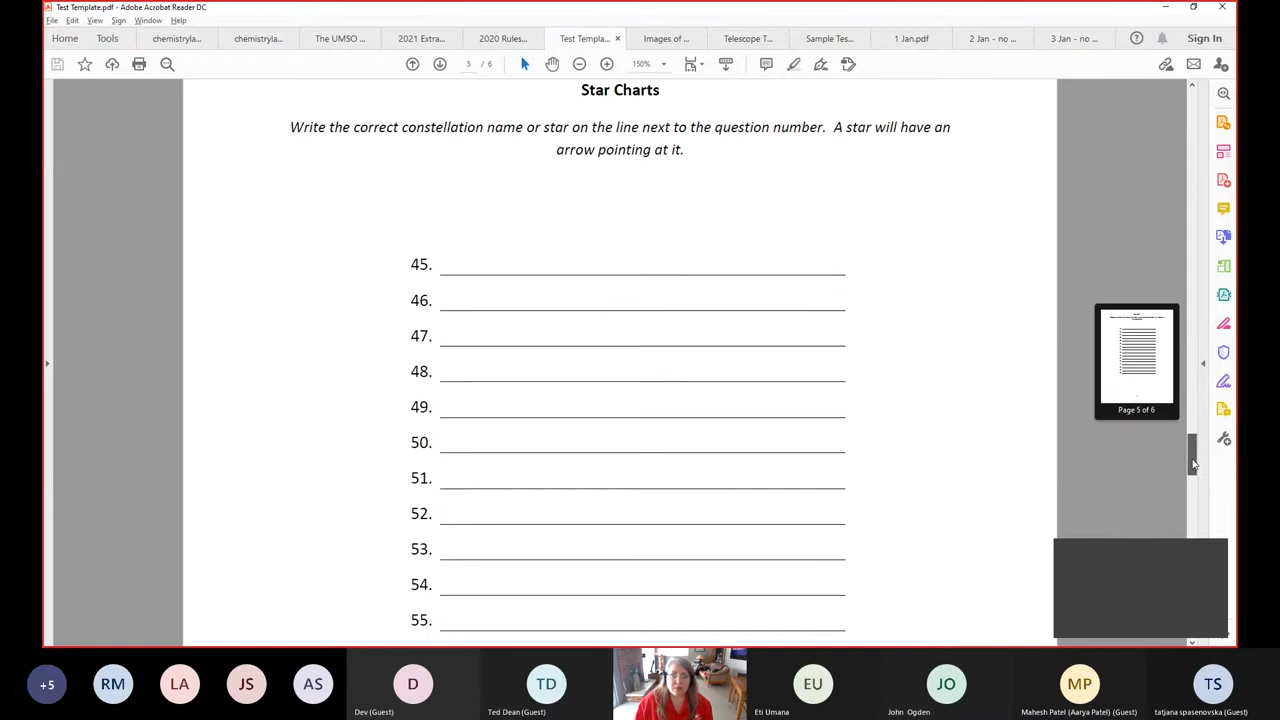 Test Template.pdf - Adobe Acrobat Reader DC
File Edit View Sign Window Help
Home Tools chemistryla... chemistryla... The UMSO ... 2021 Extra... 2020 Rules... Test Templa... Images of ... Telescope T... Sample Tes... 1 Jan.pdf 2 Jan - no ... 3 Jan - no ... Sign In
5 / 6 150%
Star Charts
Write the correct constellation name or star on the line next to the question number. A star will have an
arrow pointing at it.
45.
46.
47.
48.
49.
50.
51.
52.
53.
54.
55.
Page 5 of 6
+5 RM LA JS AS D TD EU JO MP TS
Dev (Guest) Ted Dean (Guest) Eti Umana John Ogden Mahesh Patel (Aarya Patel) (Guest) tatjana spasenovska (Guest)